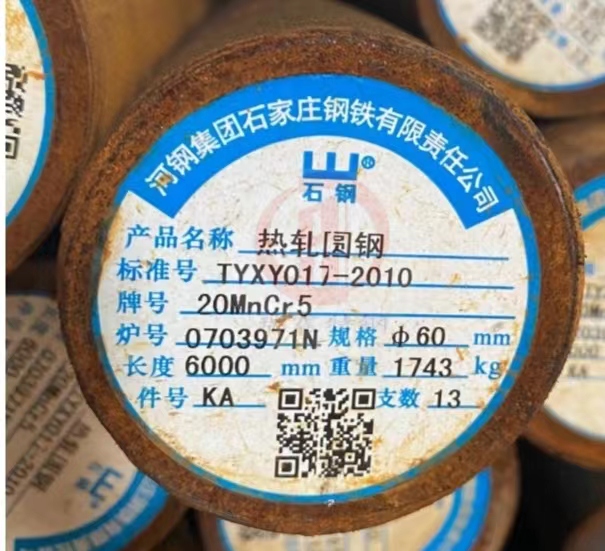 河钢集团石家庄钢铁有限责任公司
®
石钢
产品名称 热轧圆钢
标准号 TYXY017-2010
牌号 20MnCr5
炉号 0703971N 规格 φ60 mm
长度 6000 mm 重量 1743 kg
件号 KA 支数 13